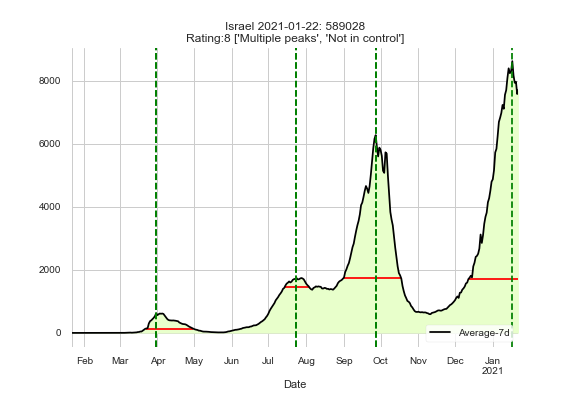 Israel 2021-01-22: 589028
Rating:8 ['Multiple peaks', 'Not in control']
8000
6000
4000
2000
0
Average-7d
Feb Mar Apr May Jun Jul Aug Sep Oct Nov Dec Jan
2021
Date